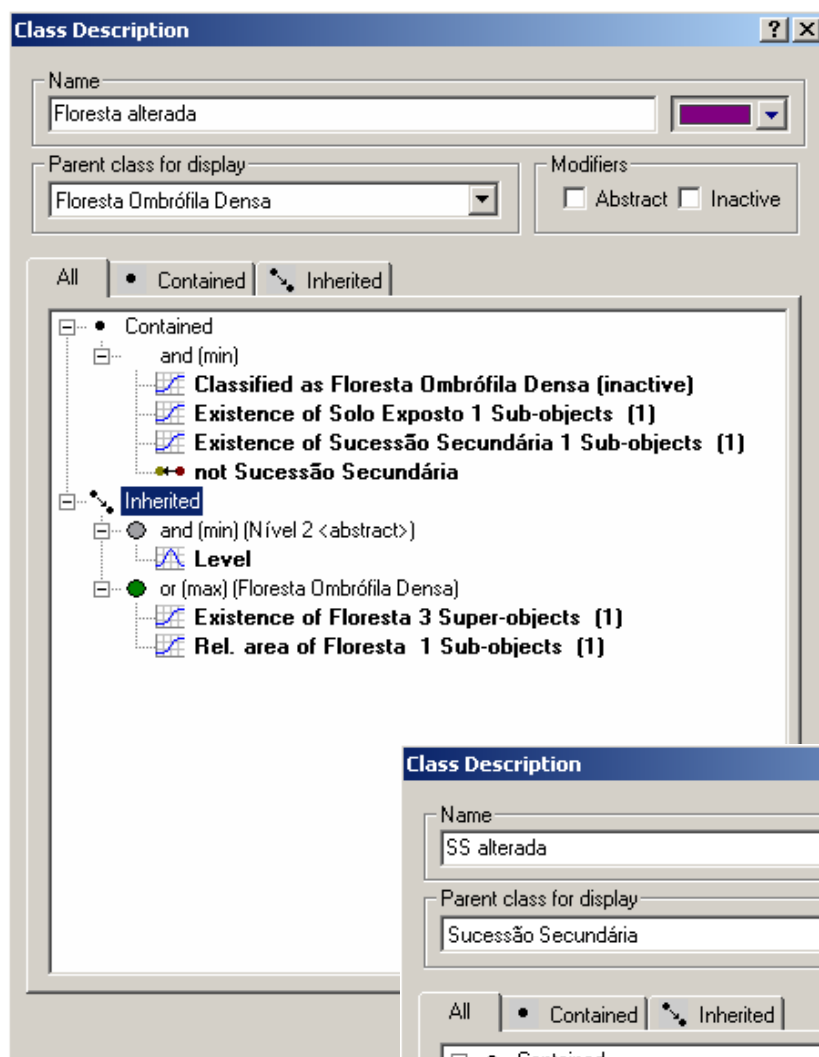 Class Description
Name
Floresta alterada
Parent class for display
Modifiers
Floresta Ombrófila Densa
Abstract
Inactive
All
Contained
Inherited
Contained
and (min)
Classified as Floresta Ombrófila Densa (inactive)
Existence of Solo Exposto 1 Sub-objects (1)
Existence of Sucessão Secundária 1 Sub-objects (1)
not Sucessão Secundária
Inherited
and (min) (Nível 2 <abstract>)
Level
or (max) (Floresta Ombrófila Densa)
Existence of Floresta 3 Super-objects (1)
Rel. area of Floresta 1 Sub-objects (1)
Class Description
Name
SS alterada
Parent class for display
Sucessão Secundária
All
Contained
Inherited
Contained